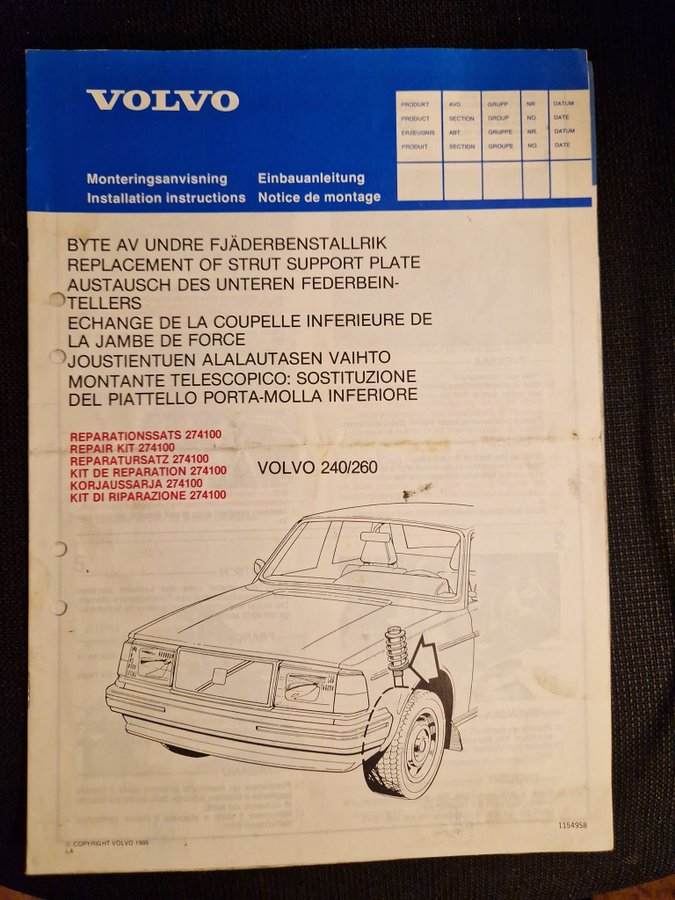 VOLVO
PRODUKT AVD. GRUPP NR DATUM
PRODUCT SECTION GROUP NO. DATE
ERZEUGNIS ABT. GRUPPE NR. DATUM
PRODUIT SECTION GROUPE NO. DATE
Monteringsanvisning Einbauanleitung
Installation instructions Notice de montage
BYTE AV UNDRE FJÄDERBENSTALLRIK
REPLACEMENT OF STRUT SUPPORT PLATE
AUSTAUSCH DES UNTEREN FEDERBEIN-
TELLERS
ECHANGE DE LA COUPELLE INFERIEURE DE
LA JAMBE DE FORCE
JOUSTIENTUEN ALALAUTASEN VAIHTO
MONTANTE TELESCOPICO: SOSTITUZIONE
DEL PIATTELLO PORTA-MOLLA INFERIORE
REPARATIONSSATS 274100
REPAIR KIT 274100
REPARATURSATZ 274100
KIT DE REPARATION 274100
KORJAUSSARJA 274100
KIT DI RIPARAZIONE 274100
VOLVO 240/260
1154958
© COPYRIGHT VOLVO 1986
LA